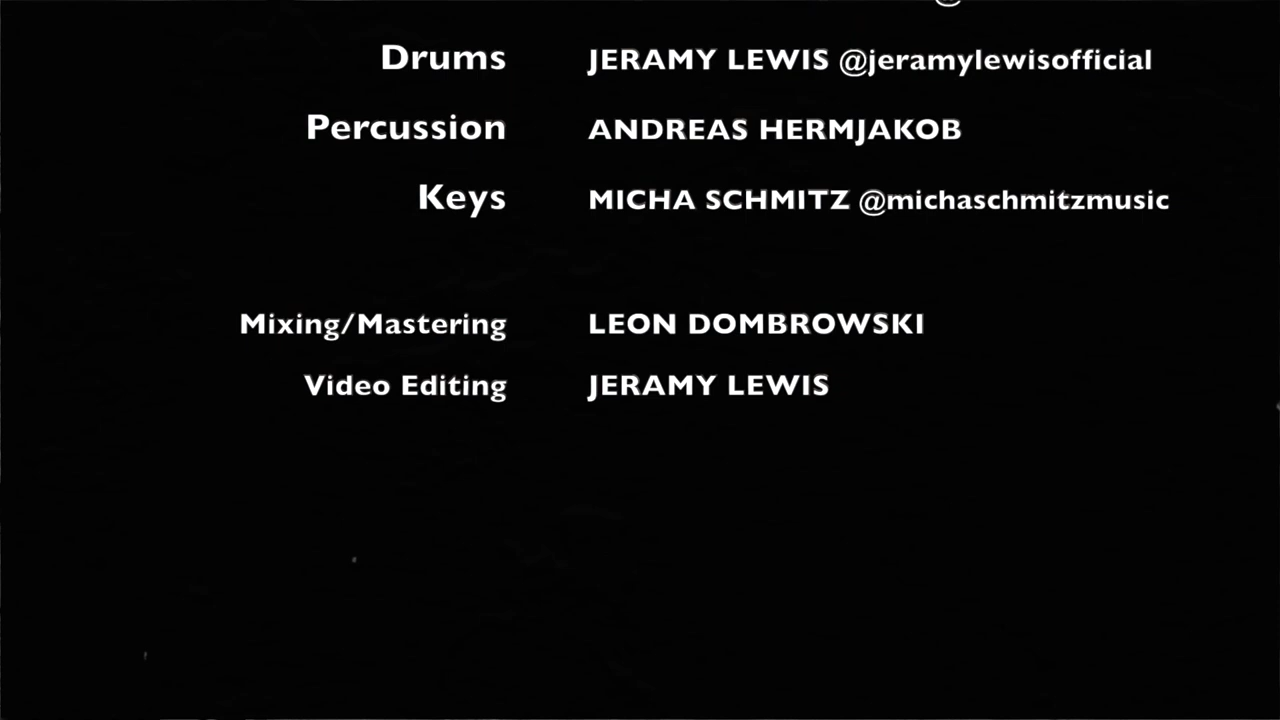 Drums JERAMY LEWIS @jeramylewisofficial
Percussion ANDREAS HERMJAKOB
Keys MICHA SCHMITZ @michaschmitzmusic
Mixing/Mastering LEON DOMBROWSKI
Video Editing JERAMY LEWIS